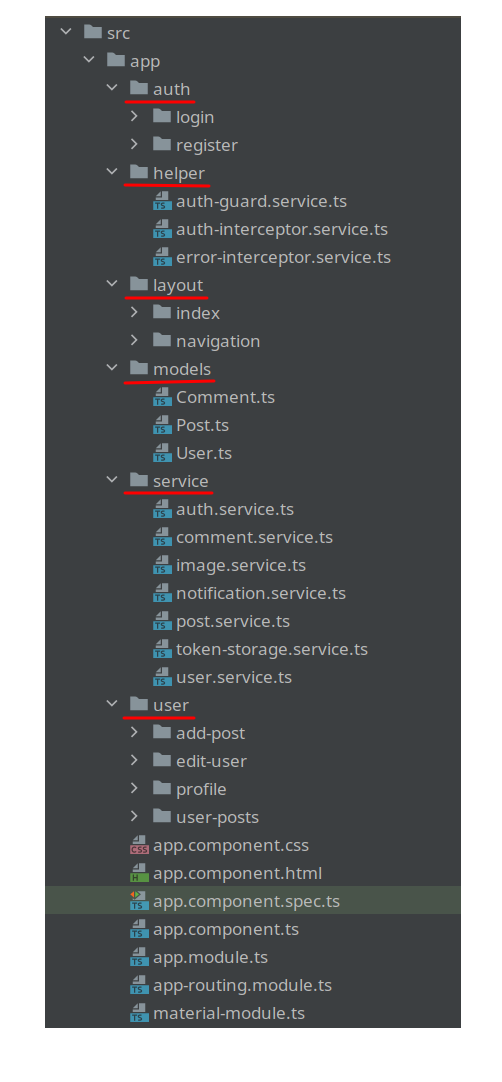 src
app
auth
login
register
helper
auth-guard.service.ts
auth-interceptor.service.ts
error-interceptor.service.ts
layout
index
navigation
models
Comment.ts
Post.ts
User.ts
service
auth.service.ts
comment.service.ts
image.service.ts
notification.service.ts
post.service.ts
token-storage.service.ts
user.service.ts
user
add-post
edit-user
profile
user-posts
app.component.css
app.component.html
app.component.spec.ts
app.component.ts
app.module.ts
app-routing.module.ts
material-module.ts